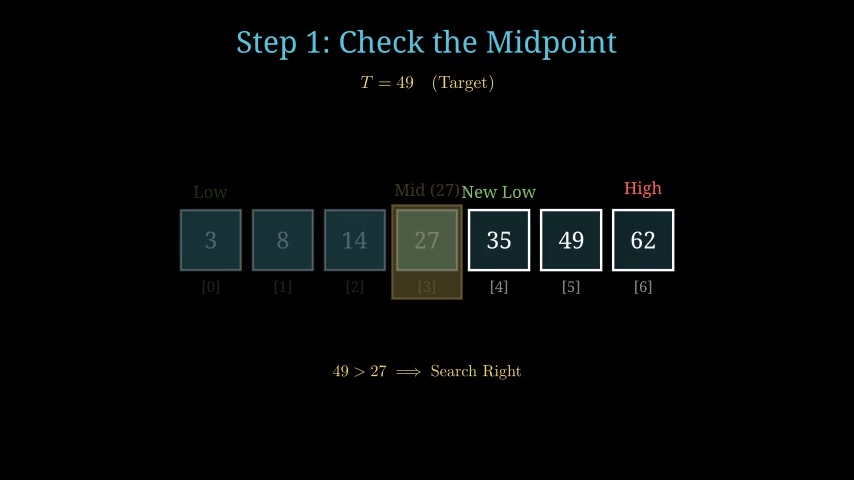 Step 1: Check the Midpoint
T = 49 (Target)
Low Mid (27) New Low High
3 8 14 27 35 49 62
[0] [1] [2] [3] [4] [5] [6]
49 > 27 ⟹ Search Right